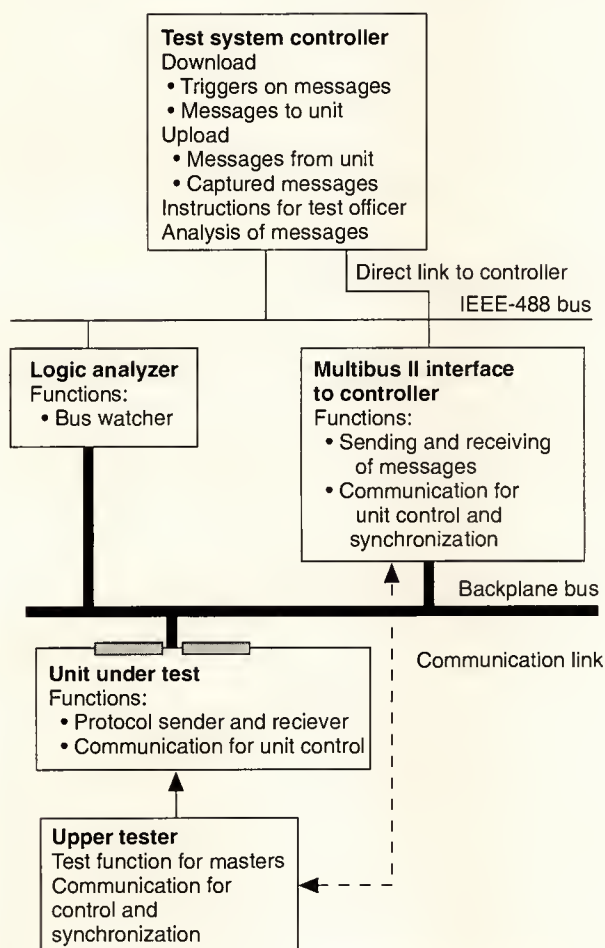 Test system controller
Download
• Triggers on messages
• Messages to unit
Upload
• Messages from unit
• Captured messages
Instructions for test officer
Analysis of messages
Direct link to controller
IEEE-488 bus
Logic analyzer
Functions:
• Bus watcher
Multibus II interface
to controller
Functions:
• Sending and receiving
of messages
• Communication for
unit control and
synchronization
Backplane bus
Communication link
Unit under test
Functions:
• Protocol sender and reciever
• Communication for unit control
Upper tester
Test function for masters
Communication for
control and
synchronization